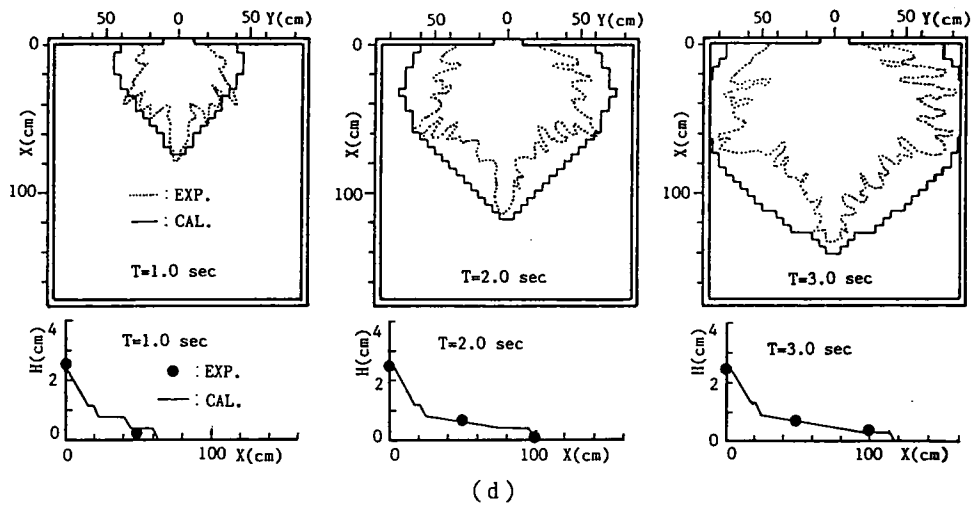 50 0 50 Y(cm)
50 0 50 Y(cm)
50 0 50 Y(cm)
0
X(cm)
100
: EXP.
: CAL.
T=1.0 sec
0
X(cm)
100
T=2.0 sec
0
X(cm)
100
T=3.0 sec
4
H(cm)
2
0
T=1.0 sec
: EXP.
: CAL.
0 100 X(cm)
4
H(cm)
2
0
T=2.0 sec
0 100 X(cm)
4
H(cm)
2
0
T=3.0 sec
0 100 X(cm)
(d)